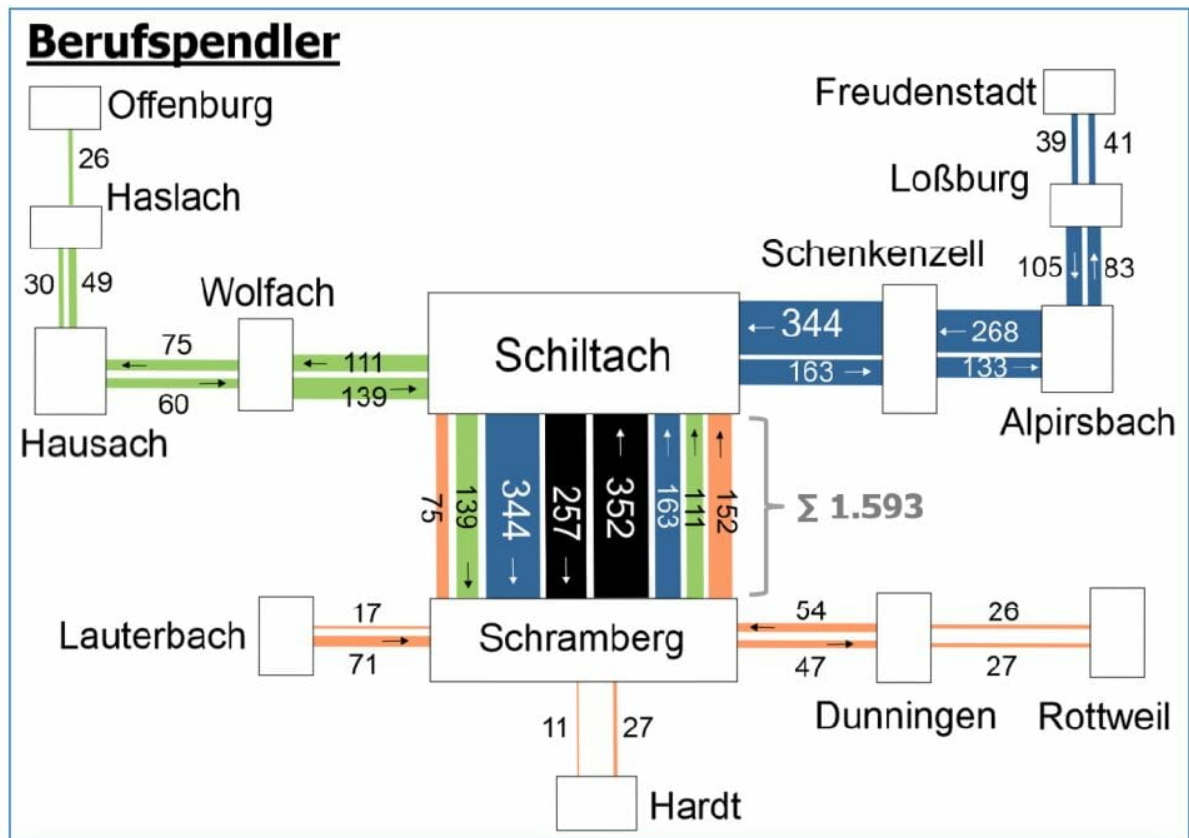 Berufspendler
Offenburg
Freudenstadt
26
39
41
Haslach
Loßburg
Schenkenzell
30
49
Wolfach
105
83
75
111
344
268
Schiltach
60
139
163
133
Hausach
Alpirsbach
75
139
344
257
352
163
111
152
∑ 1.593
17
54
26
Lauterbach
Schramberg
71
47
27
Dunningen
Rottweil
11
27
Hardt